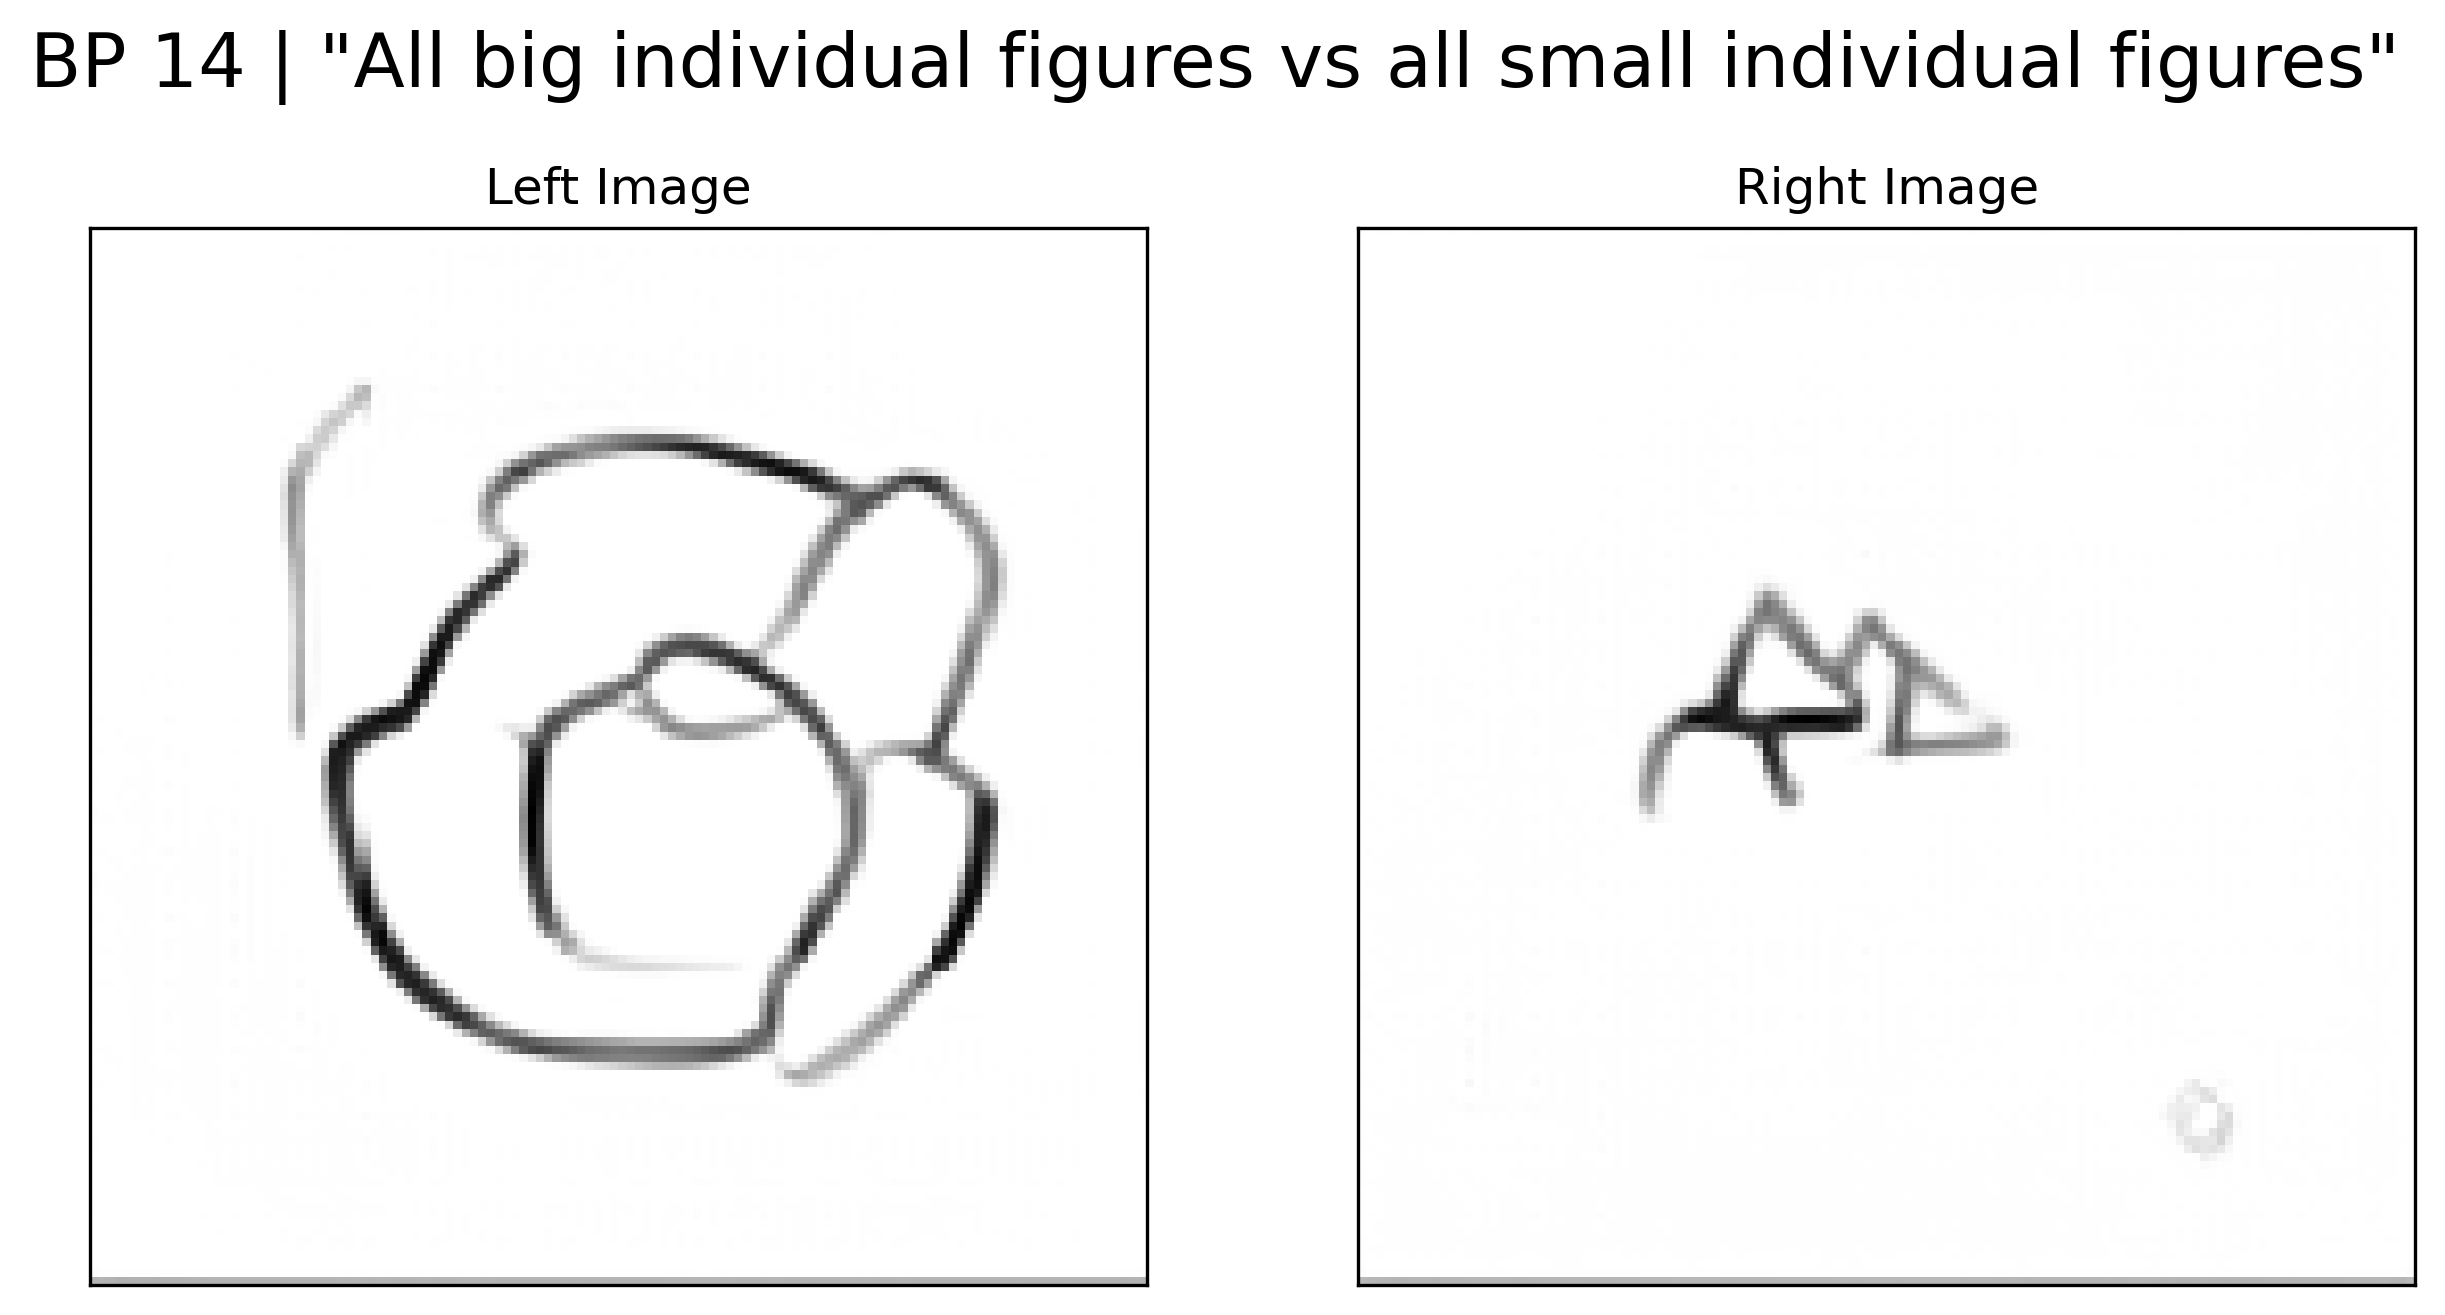 BP 14 | "All big individual figures vs all small individual figures"
Left Image
Right Image